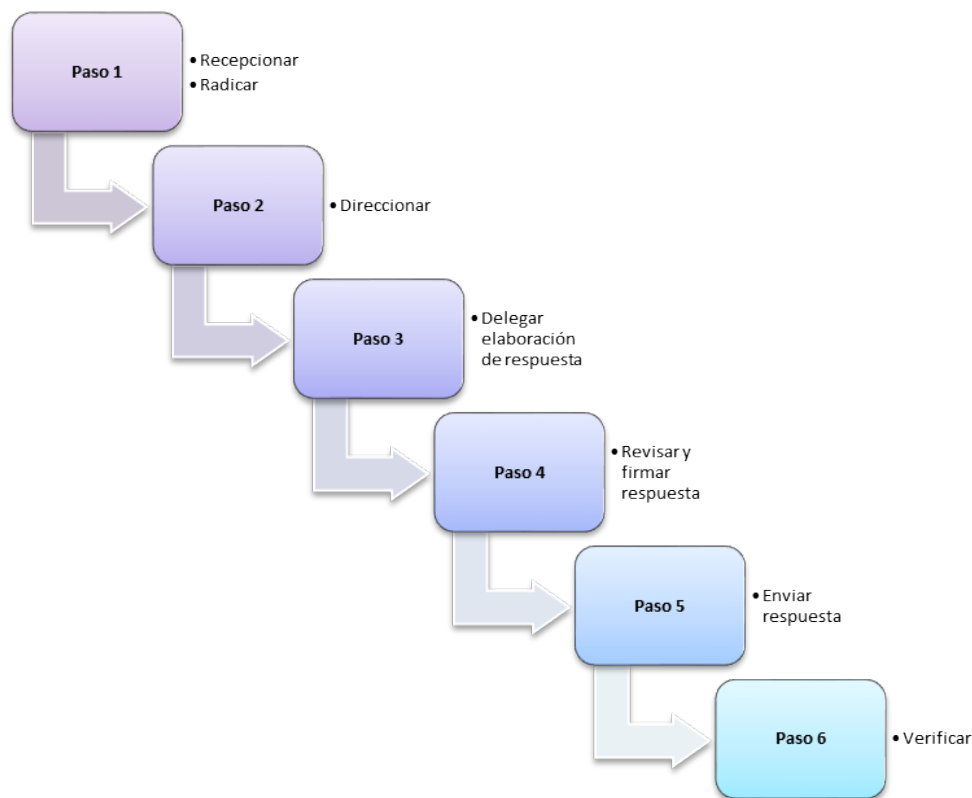 Paso 1
• Recepcionar
• Radicar
Paso 2
• Direccionar
Paso 3
• Delegar
elaboración
de respuesta
Paso 4
• Revisar y
firmar
respuesta
Paso 5
• Enviar
respuesta
Paso 6
• Verificar